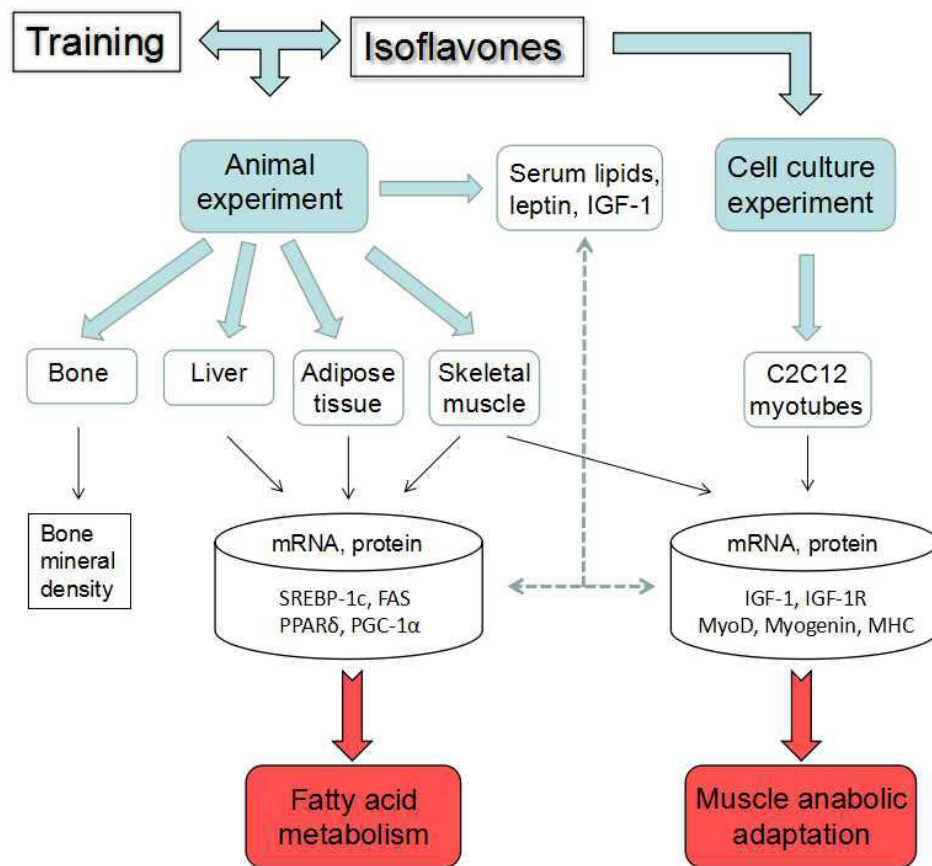 Training
Isoflavones
Animal
experiment
Serum lipids,
leptin, IGF-1
Cell culture
experiment
Bone
Liver
Adipose
tissue
Skeletal
muscle
C2C12
myotubes
Bone
mineral
density
mRNA, protein
SREBP-1c, FAS
PPARδ, PGC-1α
mRNA, protein
IGF-1, IGF-1R
MyoD, Myogenin, MHC
Fatty acid
metabolism
Muscle anabolic
adaptation